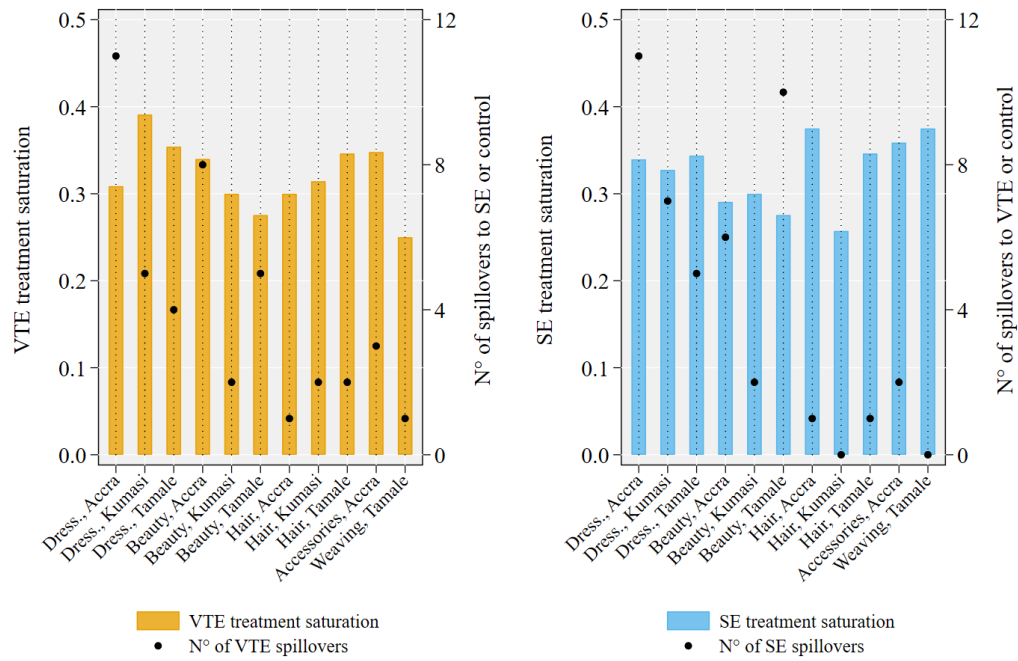 VTE treatment saturation
0.5
0.4
0.3
0.2
0.1
0.0
12
8
4
0
N° of spillovers to SE or control
Dress., Accra
Dress., Kumasi
Dress., Tamale
Beauty, Accra
Beauty, Kumasi
Beauty, Tamale
Hair, Accra
Hair, Kumasi
Hair, Tamale
Accessories, Accra
Weaving, Tamale
VTE treatment saturation
N° of VTE spillovers
SE treatment saturation
0.5
0.4
0.3
0.2
0.1
0.0
12
8
4
0
N° of spillovers to VTE or control
Dress., Accra
Dress., Kumasi
Dress., Tamale
Beauty, Accra
Beauty, Kumasi
Beauty, Tamale
Hair, Accra
Hair, Kumasi
Hair, Tamale
Accessories, Accra
Weaving, Tamale
SE treatment saturation
N° of SE spillovers